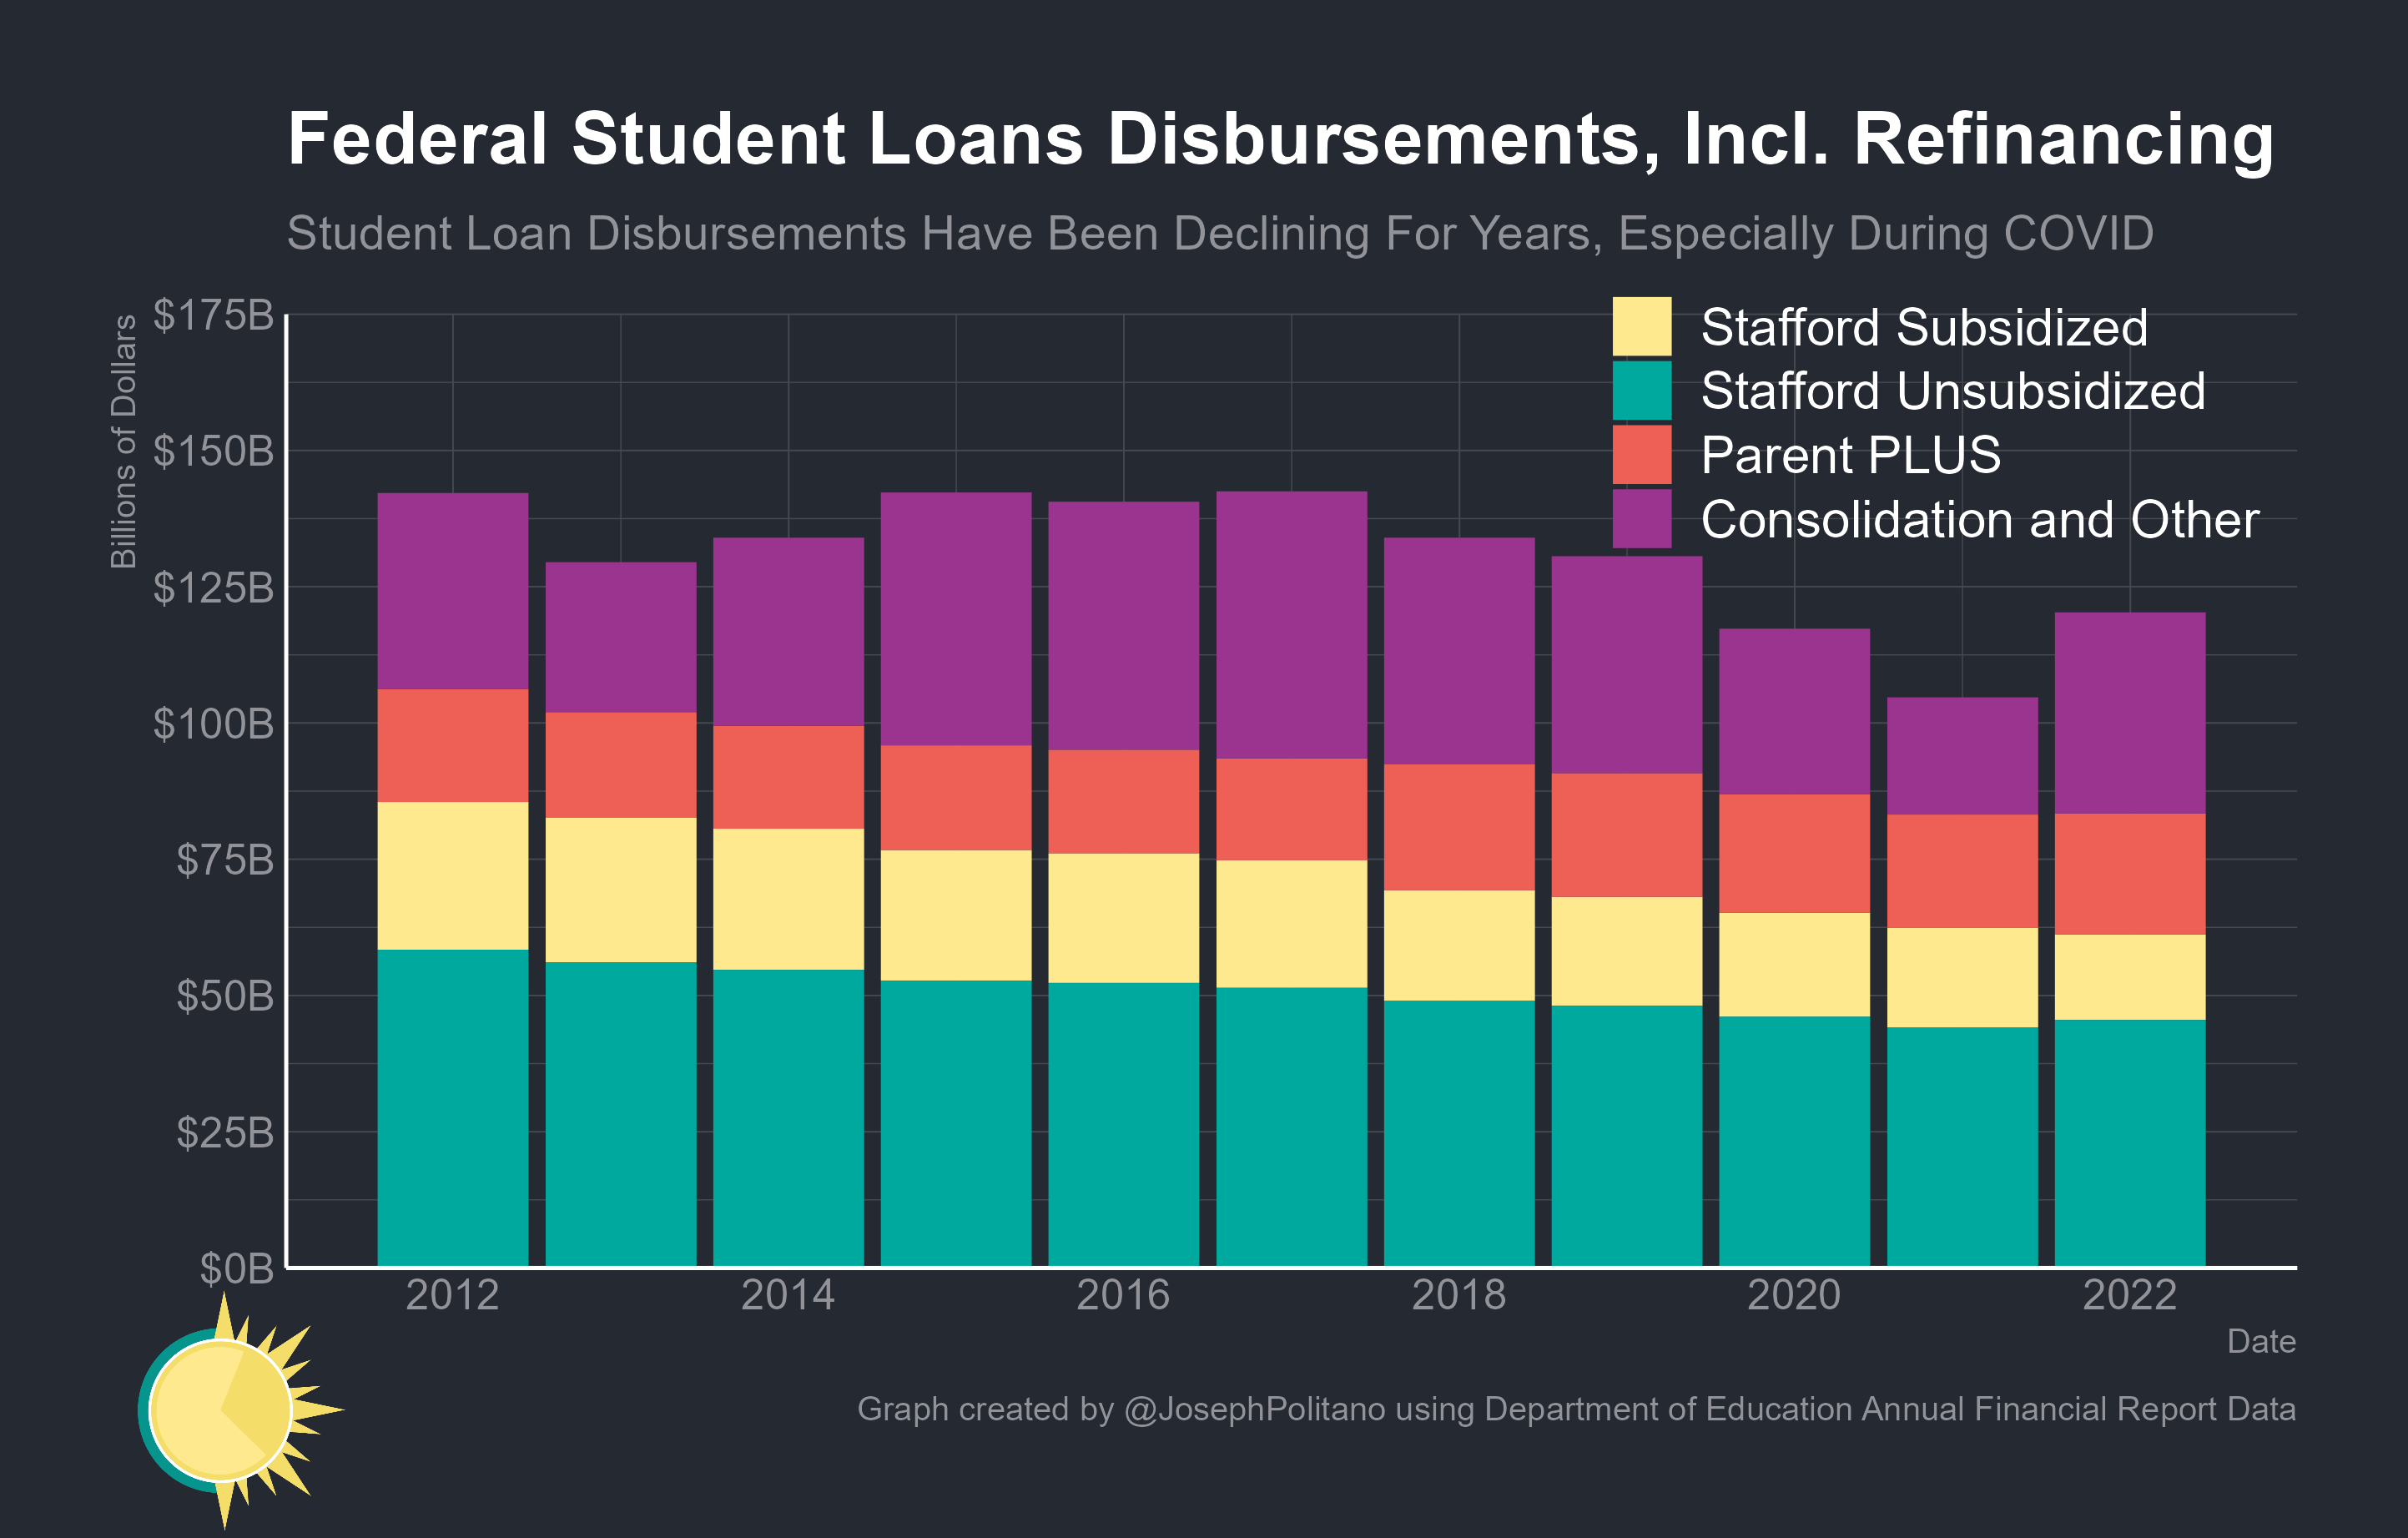 Federal Student Loans Disbursements, Incl. Refinancing
Student Loan Disbursements Have Been Declining For Years, Especially During COVID
Billions of Dollars
$175B
$150B
$125B
$100B
$75B
$50B
$25B
$0B
Stafford Subsidized
Stafford Unsubsidized
Parent PLUS
Consolidation and Other
2012 2014 2016 2018 2020 2022
Date
Graph created by @JosephPolitano using Department of Education Annual Financial Report Data